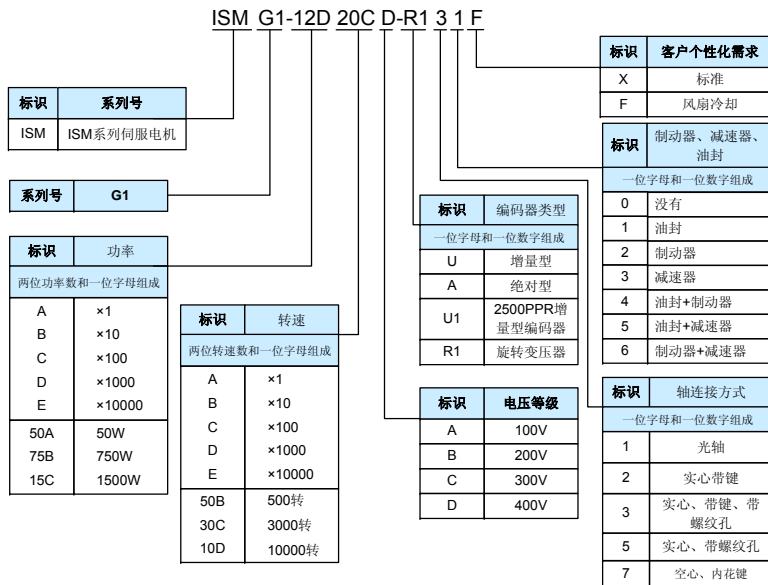 ISM G1-12D 20C D-R1 3 1 F
标识 系列号
ISM ISM系列伺服电机
系列号 G1
标识 功率
两位功率数和一位字母组成
A ×1
B ×10
C ×100
D ×1000
E ×10000
50A 50W
75B 750W
15C 1500W
标识 转速
两位转速数和一位字母组成
A ×1
B ×10
C ×100
D ×1000
E ×10000
50B 500转
30C 3000转
10D 10000转
标识 编码器类型
一位字母和一位数字组成
U 增量型
A 绝对型
U1 2500PPR增
量型编码器
R1 旋转变压器
标识 电压等级
A 100V
B 200V
C 300V
D 400V
标识 客户个性化需求
X 标准
F 风扇冷却
标识 制动器、减速器、
油封
一位字母和一位数字组成
0 没有
1 油封
2 制动器
3 减速器
4 油封+制动器
5 油封+减速器
6 制动器+减速器
标识 轴连接方式
一位字母和一位数字组成
1 光轴
2 实心带键
3 实心、带键、带
螺纹孔
5 实心、带螺纹孔
7 空心、内花键